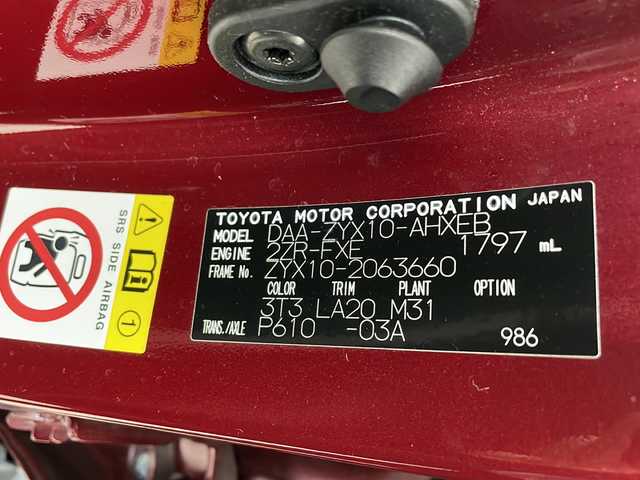 TOYOTA MOTOR CORPORATION JAPAN
MODEL DAA-ZYX10-AHXEB
ENGINE 2ZR-FXE 1797 mL
FRAME No. ZYX10-2063660
COLOR TRIM PLANT OPTION
3T3 LA20 M31
TRANS./AXLE P610 -03A
986
SRS SIDE AIRBAG
1